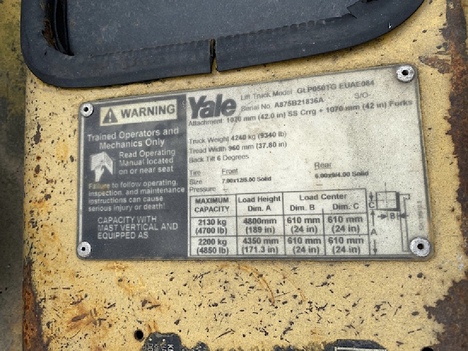 WARNING
Trained Operators and
Mechanics Only
Read Operating
Manual located
on or near seat
Failure to follow operating,
inspection, and maintenance
instructions can cause
serious injury or death!
CAPACITY WITH
MAST VERTICAL AND
EQUIPPED
Yale
Lift Truck Model GLP050TG EUAE084
Serial No. A875B21836A S/O-
Attachment 1070 mm (42.0 in) SS Crrg + 1070 mm (42 in) Forks
Truck Weight 4240 kg (9340 lb)
Tread Width 960 mm (37.80 in)
Back Tilt 6 Degrees
Tire Front Rear
Size Solid Solid
Pressure
MAXIMUM CAPACITY Load Height Dim. A Load Center Dim. B Dim. C
2130 kg (4700 lb) 4800mm (189 in) 610 mm (24 in) 610 mm (24 in)
2200 kg (4850 lb) 4350 mm (171.3 in) 610 mm (24 in) 610 mm (24 in)
A
B
C